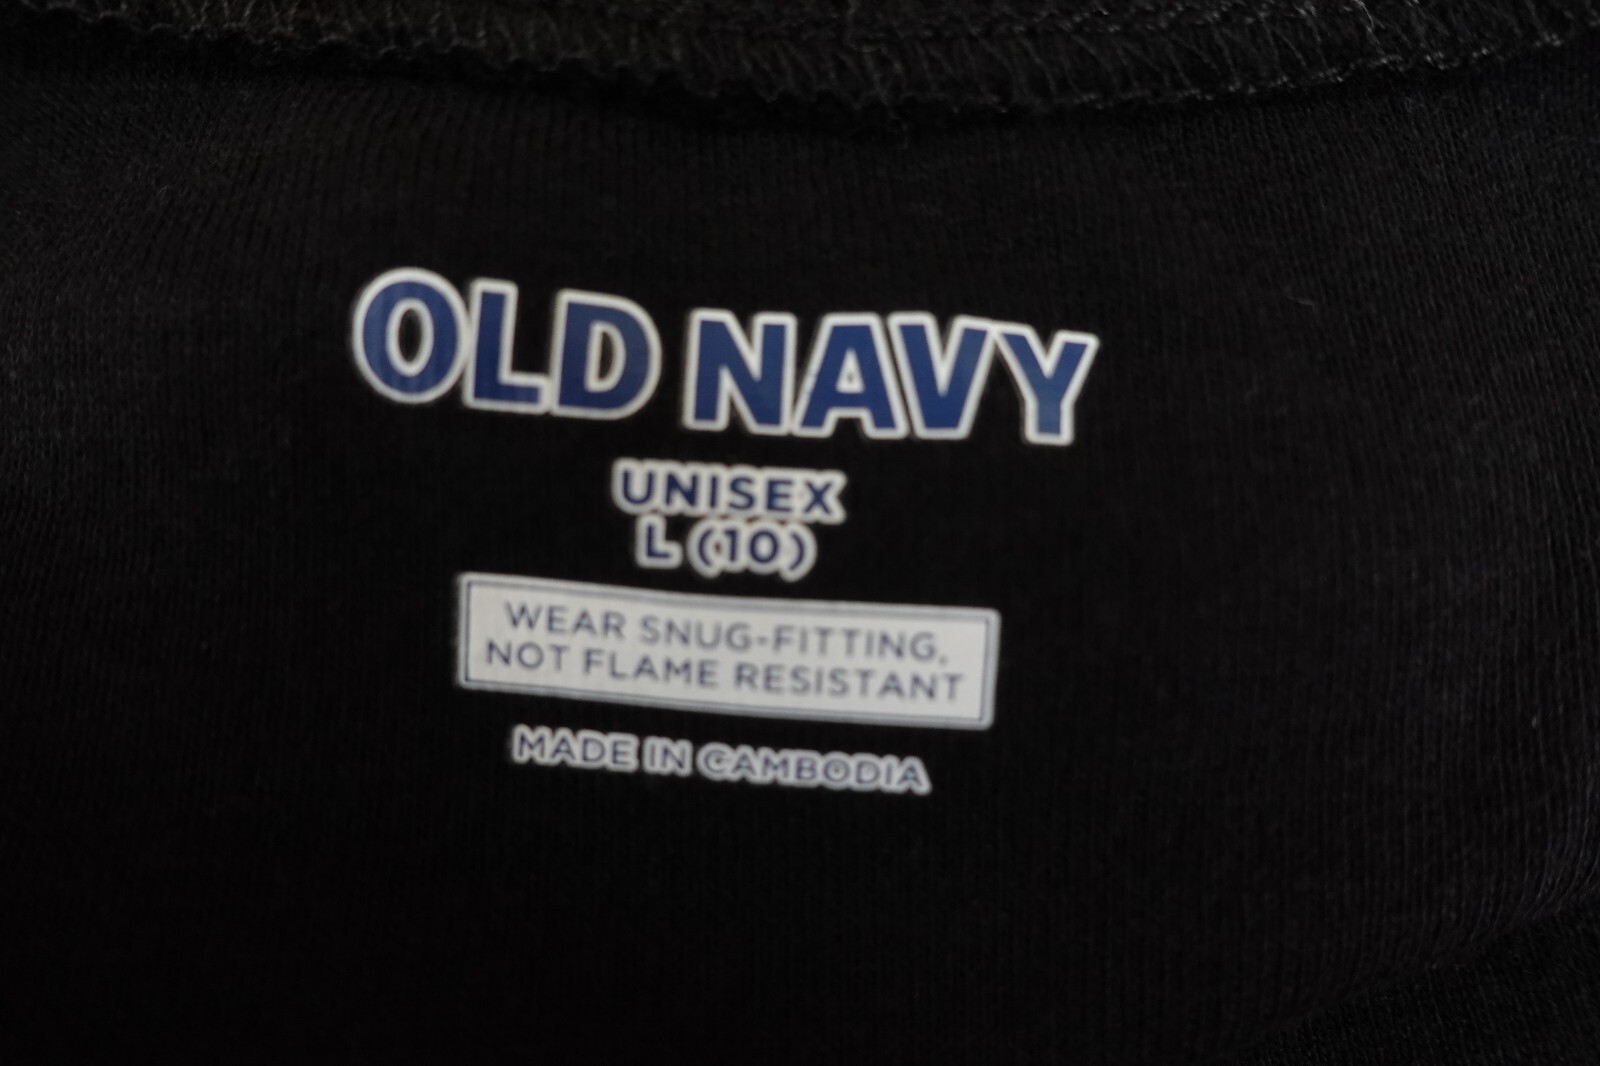 OLD NAVY
UNISEX
L (10)
WEAR SNUG-FITTING,
NOT FLAME RESISTANT
MADE IN CAMBODIA